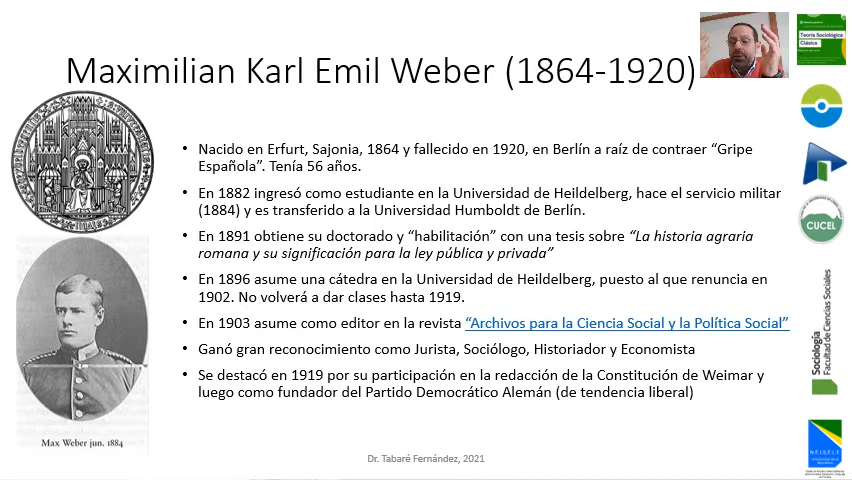 Maximilian Karl Emil Weber (1864-1920)
Teoría Sociológica
Clásica
• Nacido en Erfurt, Sajonia, 1864 y fallecido en 1920, en Berlín a raíz de contraer “Gripe
Española”. Tenía 56 años.
• En 1882 ingresó como estudiante en la Universidad de Heildelberg, hace el servicio militar
(1884) y es transferido a la Universidad Humboldt de Berlín.
• En 1891 obtiene su doctorado y “habilitación” con una tesis sobre “La historia agraria
romana y su significación para la ley pública y privada”
• En 1896 asume una cátedra en la Universidad de Heildelberg, puesto al que renuncia en
1902. No volverá a dar clases hasta 1919.
• En 1903 asume como editor en la revista “Archivos para la Ciencia Social y la Política Social”
• Ganó gran reconocimiento como Jurista, Sociólogo, Historiador y Economista
• Se destacó en 1919 por su participación en la redacción de la Constitución de Weimar y
luego como fundador del Partido Democrático Alemán (de tendencia liberal)
Max Weber jun. 1884
Dr. Tabaré Fernández, 2021
CUCEL
Sociología
Facultad de Ciencias Sociales